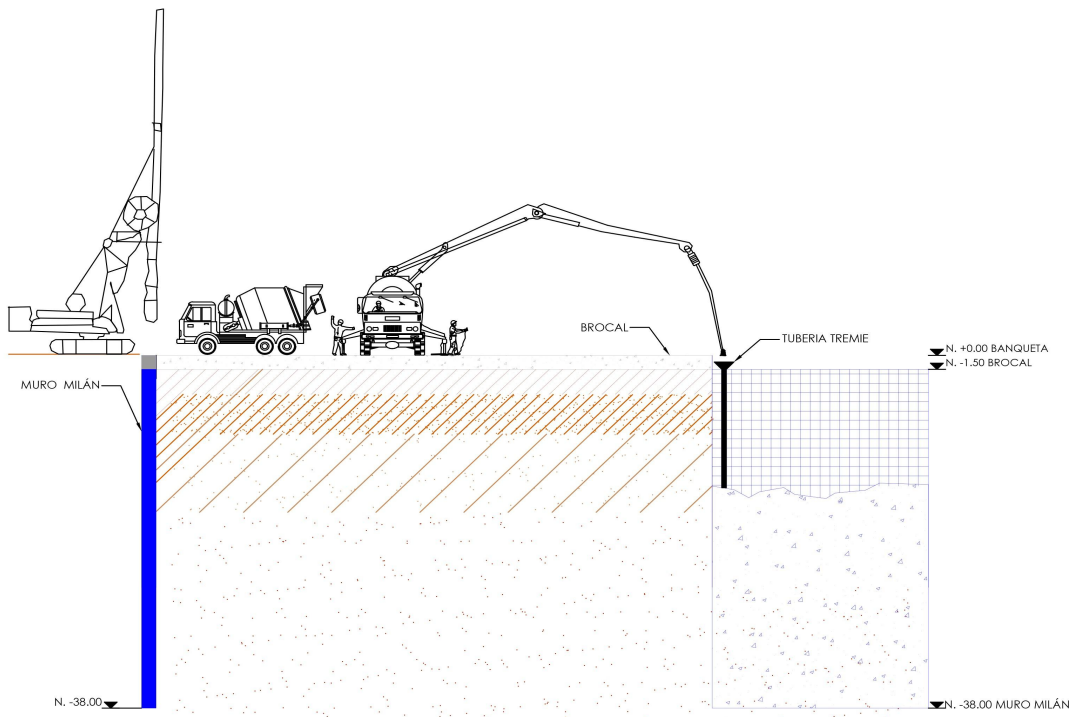 BROCAL
TUBERIA TREMIE
N. +0.00 BANQUETA
N. -1.50 BROCAL
MURO MILÁN
N. -38.00
N. -38.00 MURO MILÁN